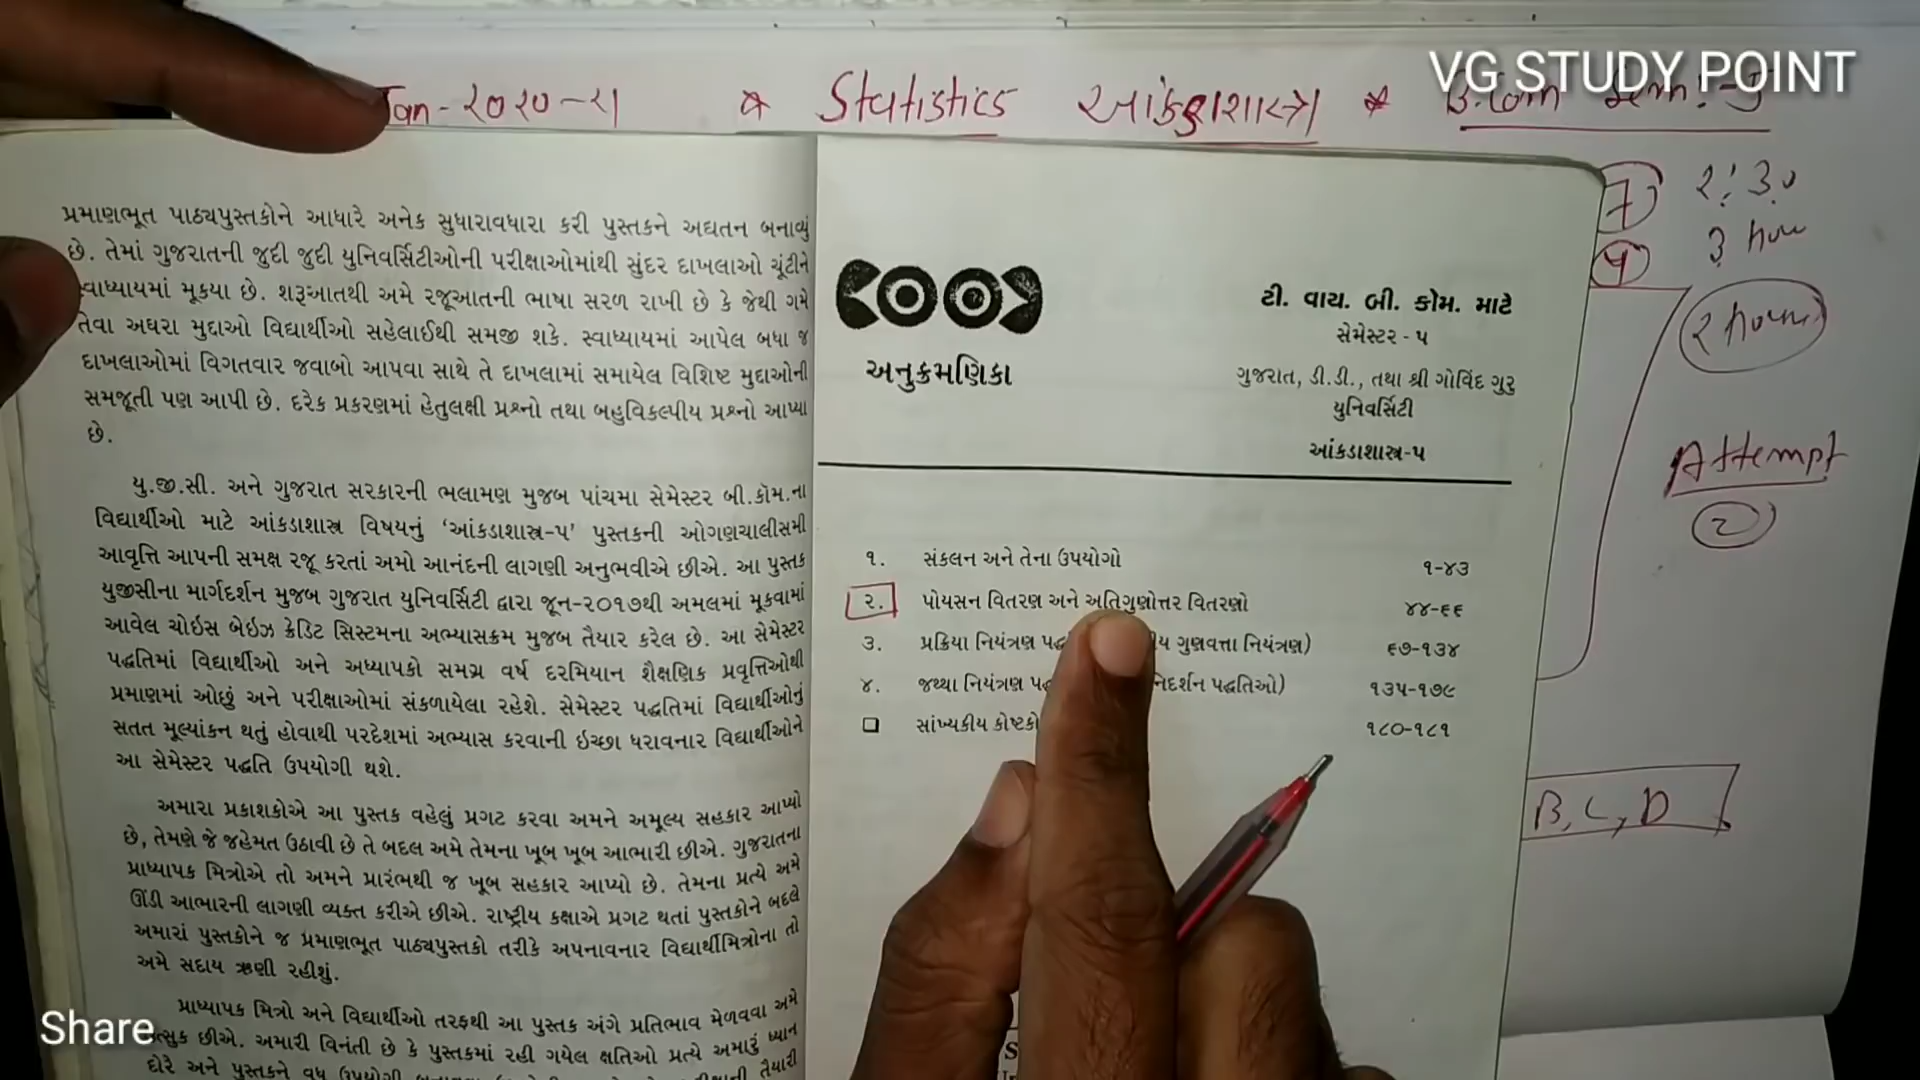 VG STUDY POINT
Jan-૨૦૨૦-૨૧ * Statistics આંકડાશાસ્ત્ર * B.com Sem:-5
પ્રમાણભૂત પાઠ્યપુસ્તકોને આધારે અનેક સુધારાવધારા કરી પુસ્તકને અદ્યતન બનાવ્યું
છે. તેમાં ગુજરાતની જુદી જુદી યુનિવર્સિટીઓની પરીક્ષાઓમાંથી સુંદર દાખલાઓ ચૂંટીને
સ્વાધ્યાયમાં મૂક્યા છે. શરૂઆતથી અમે રજૂઆતની ભાષા સરળ રાખી છે કે જેથી ગમે
તેવા અઘરા મુદ્દાઓ વિદ્યાર્થીઓ સહેલાઈથી સમજી શકે. સ્વાધ્યાયમાં આપેલ બધા જ
દાખલાઓમાં વિગતવાર જવાબો આપવા સાથે તે દાખલામાં સમાયેલ વિશિષ્ટ મુદ્દાઓની
સમજૂતી પણ આપી છે. દરેક પ્રકરણમાં હેતુલક્ષી પ્રશ્નો તથા બહુવિકલ્પીય પ્રશ્નો આપ્યા
છે.
યુ.જી.સી. અને ગુજરાત સરકારની ભલામણ મુજબ પાંચમા સેમેસ્ટર બી.કૉમ.ના
વિદ્યાર્થીઓ માટે આંકડાશાસ્ત્ર વિષયનું ‘આંકડાશાસ્ત્ર-૫’ પુસ્તકની ઓગણચાલીસમી
આવૃત્તિ આપની સમક્ષ રજૂ કરતાં અમો આનંદની લાગણી અનુભવીએ છીએ. આ પુસ્તક
યુજીસીના માર્ગદર્શન મુજબ ગુજરાત યુનિવર્સિટી દ્વારા જૂન-૨૦૧૭થી અમલમાં મૂકવામાં
આવેલ ચોઇસ બેઇઝ ક્રેડિટ સિસ્ટમના અભ્યાસક્રમ મુજબ તૈયાર કરેલ છે. આ સેમેસ્ટર
પદ્ધતિમાં વિદ્યાર્થીઓ અને અધ્યાપકો સમગ્ર વર્ષ દરમિયાન શૈક્ષણિક પ્રવૃત્તિઓથી
પ્રમાણમાં ઓછું અને પરીક્ષાઓમાં સંકળાયેલા રહેશે. સેમેસ્ટર પદ્ધતિમાં વિદ્યાર્થીઓનું
સતત મૂલ્યાંકન થતું હોવાથી પરદેશમાં અભ્યાસ કરવાની ઇચ્છા ધરાવનાર વિદ્યાર્થીઓને
આ સેમેસ્ટર પદ્ધતિ ઉપયોગી થશે.
અમારા પ્રકાશકોએ આ પુસ્તક વહેલું પ્રગટ કરવા અમને અમૂલ્ય સહકાર આપ્યો
છે, તેમણે જે જહેમત ઉઠાવી છે તે બદલ અમે તેમના ખૂબ ખૂબ આભારી છીએ. ગુજરાતના
પ્રાધ્યાપક મિત્રોએ તો અમને પ્રારંભથી જ ખૂબ સહકાર આપ્યો છે. તેમના પ્રત્યે અમે
ઊંડી આભારની લાગણી વ્યક્ત કરીએ છીએ. રાષ્ટ્રીય કક્ષાએ પ્રગટ થતાં પુસ્તકોને બદલે
અમારાં પુસ્તકોને જ પ્રમાણભૂત પાઠ્યપુસ્તકો તરીકે અપનાવનાર વિદ્યાર્થીમિત્રોના તો
અમે સદાય ઋણી રહીશું.
પ્રાધ્યાપક મિત્રો અને વિદ્યાર્થીઓ તરફથી આ પુસ્તક અંગે પ્રતિભાવ મેળવવા અમે
ત્સુક છીએ. અમારી વિનંતી છે કે પુસ્તકમાં રહી ગયેલ ક્ષતિઓ પ્રત્યે અમારું ધ્યાન
દોરે અને પુસ્તકને વધુ ઉપયોગી તૈયારી
અનુક્રમણિકા
ટી. વાય. બી. કોમ. માટે
સેમેસ્ટર - ૫
ગુજરાત, ડી.ડી., તથા શ્રી ગોવિંદ ગુરુ
યુનિવર્સિટી
આંકડાશાસ્ત્ર-૫
૧. સંકલન અને તેના ઉપયોગો ૧-૪૩
૨. પોયસન વિતરણ અને અતિગુણોત્તર વિતરણો ૪૪-૬૬
૩. પ્રક્રિયા નિયંત્રણ ગુણવત્તા નિયંત્રણ) ૬૭-૧૩૪
૪. જથ્થા નિયંત્રણ નિદર્શન પદ્ધતિઓ) ૧૩૫-૧૭૯
સાંખ્યકીય કોષ્ટકો ૧૮૦-૧૮૧
7 ૨:૩૦
૩ hour
૨ hours
Attempt
B, C, D
Share